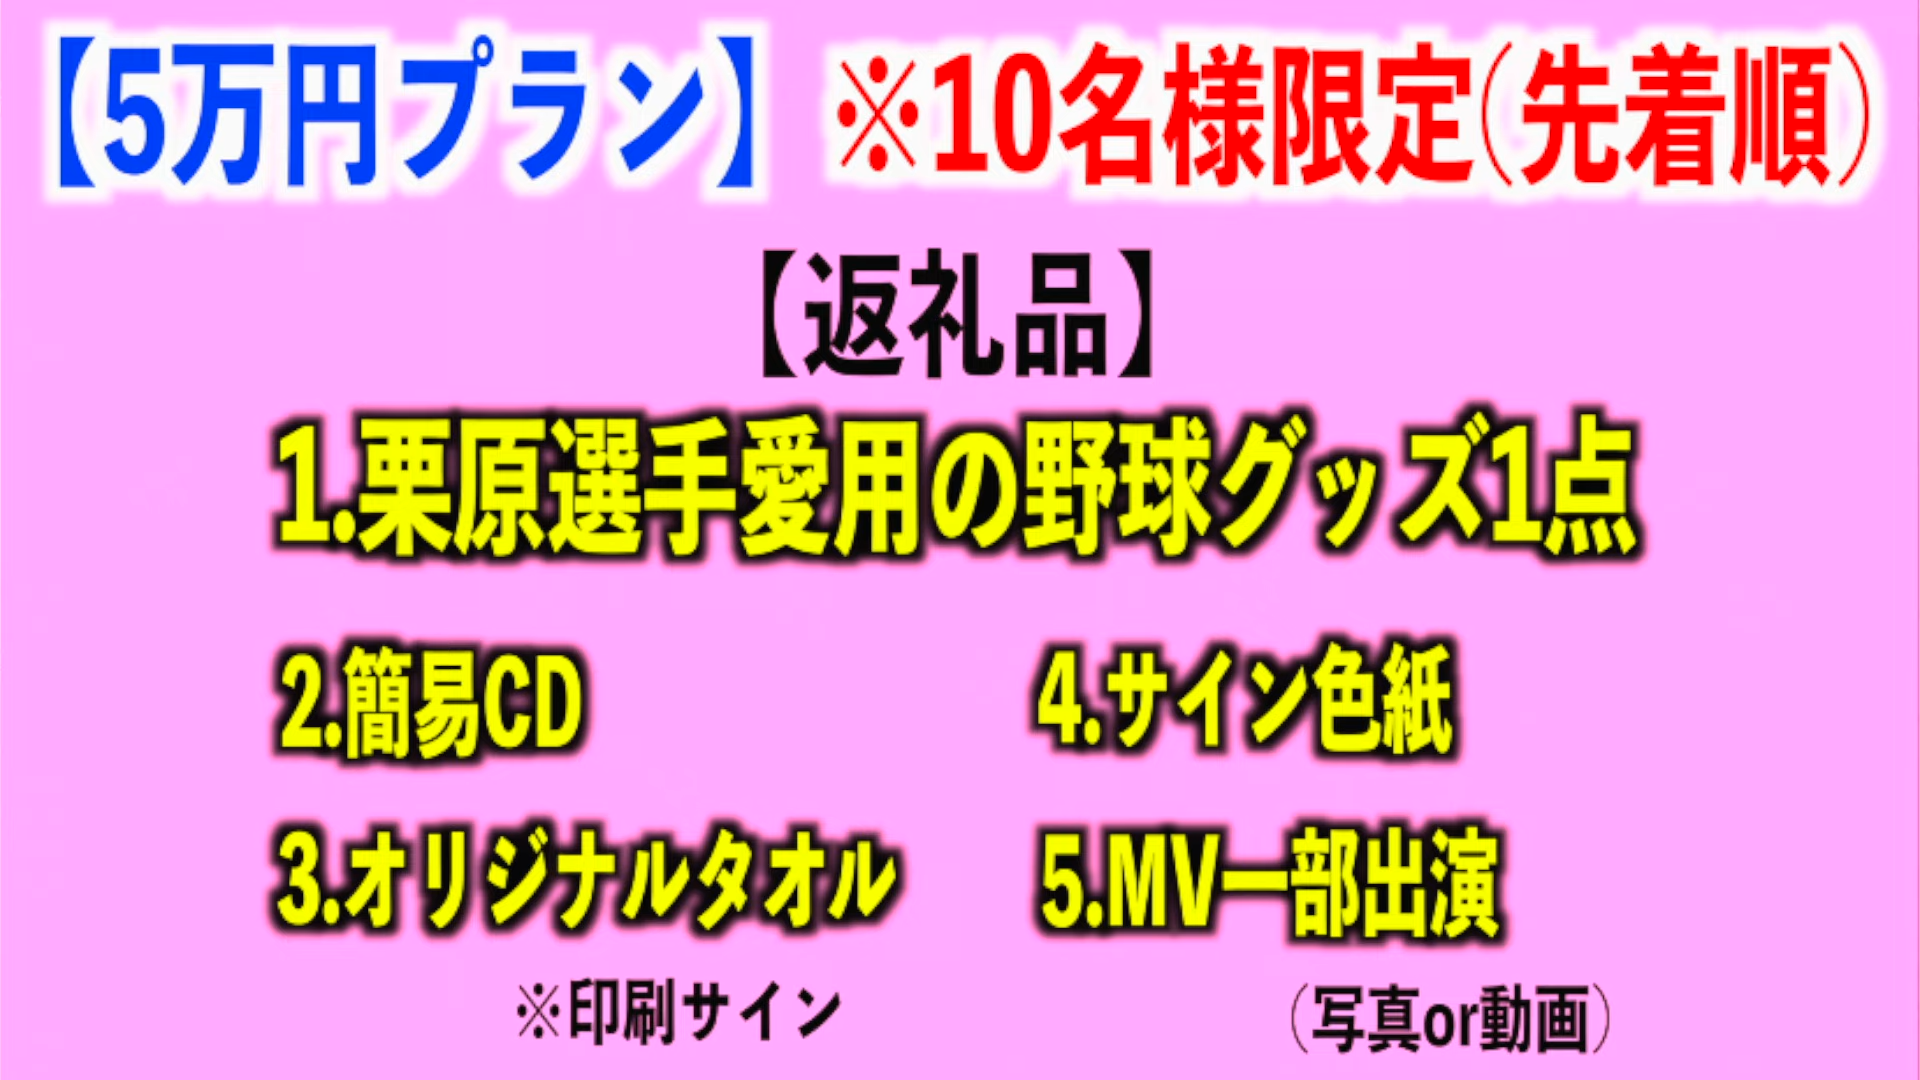 【5万円プラン】※10名様限定(先着順)
【返礼品】
1.栗原選手愛用の野球グッズ1点
2.簡易CD
3.オリジナルタオル
※印刷サイン
4.サイン色紙
5.MV一部出演
(写真or動画)